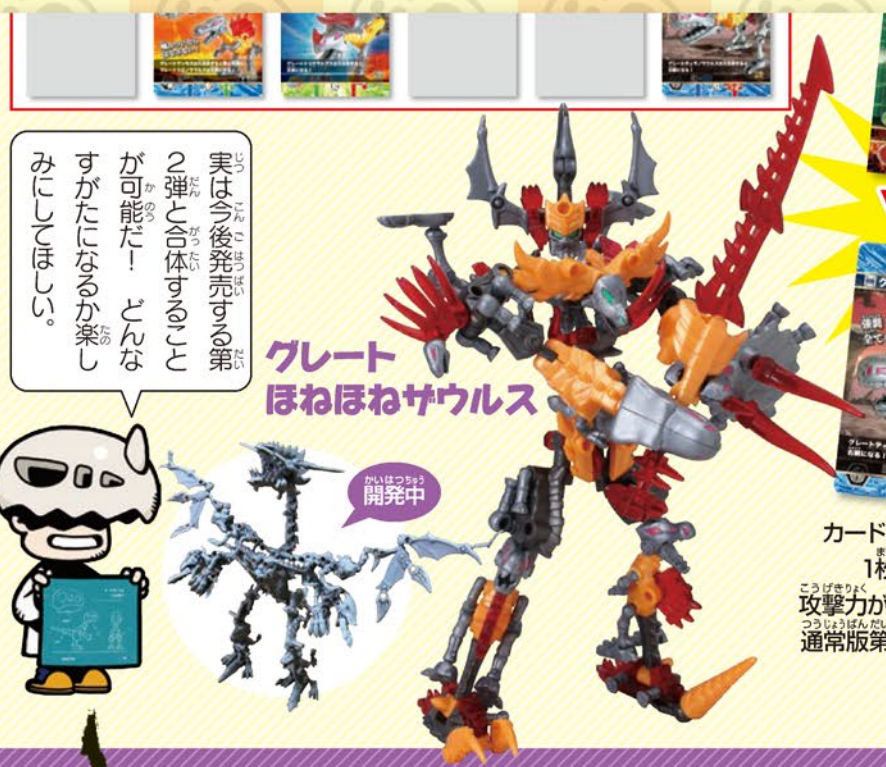 実は今後発売する第
2弾と合体すること
が可能だ! どんな
すがたになるか楽し
みにしてほしい。
グレート
ほねほねザウルス
開発中
カード
1枚
攻撃力が
通常版第